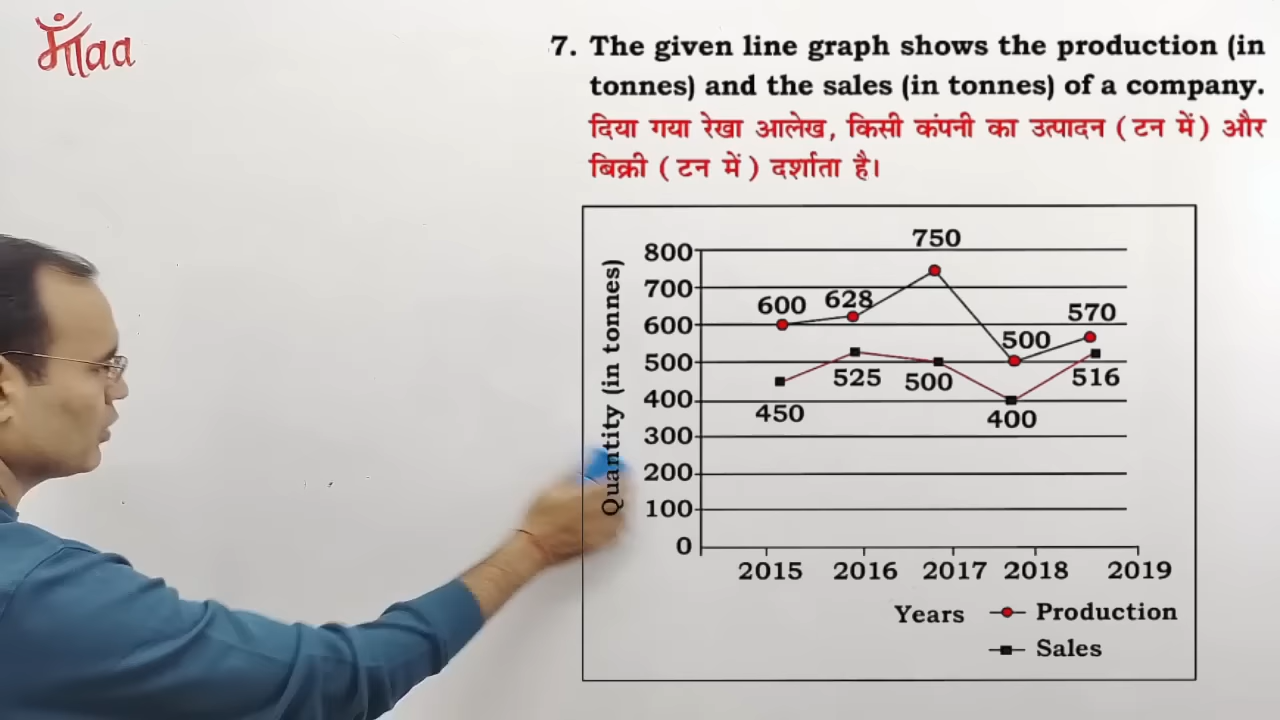 माँaa
7. The given line graph shows the production (in
tonnes) and the sales (in tonnes) of a company.
दिया गया रेखा आलेख, किसी कंपनी का उत्पादन ( टन में ) और
बिक्री ( टन में ) दर्शाता है।
Quantity (in tonnes)
800
700
600
500
400
300
200
100
0
750
600 628
500 570
525 500 516
450 400
2015 2016 2017 2018 2019
Years Production
Sales